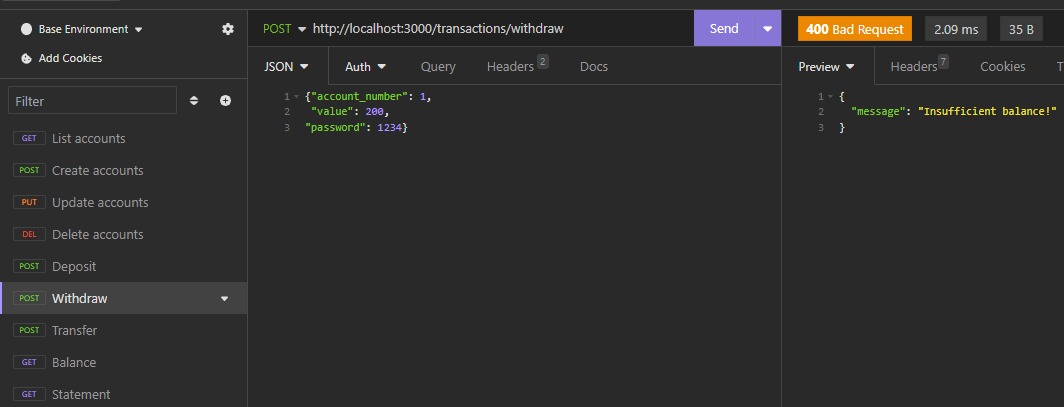 Base Environment
Add Cookies
Filter
GET List accounts
POST Create accounts
PUT Update accounts
DEL Delete accounts
POST Deposit
POST Withdraw
POST Transfer
GET Balance
GET Statement
POST http://localhost:3000/transactions/withdraw Send
JSON Auth Query Headers 2 Docs
1 {"account_number": 1,
2 "value": 200,
3 "password": 1234}
400 Bad Request 2.09 ms 35 B
Preview Headers 7 Cookies T
1 {
2 "message": "Insufficient balance!"
3 }